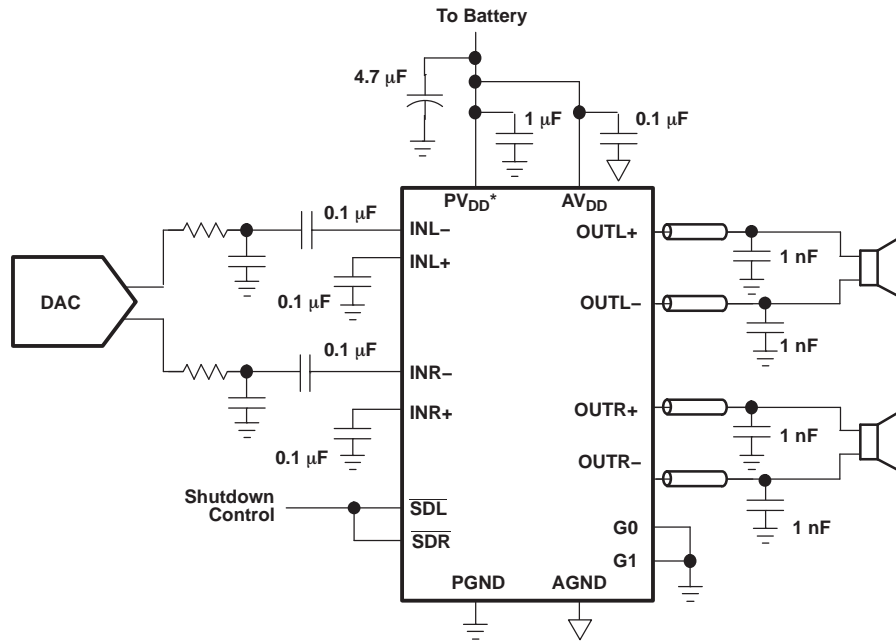 To Battery
4.7 μF
1 μF
0.1 μF
PVDD*
AVDD
0.1 μF
INL−
OUTL+
INL+
1 nF
DAC
0.1 μF
OUTL−
1 nF
0.1 μF
INR−
OUTR+
INR+
1 nF
0.1 μF
OUTR−
Shutdown
Control
SDL
SDR
1 nF
G0
G1
PGND
AGND